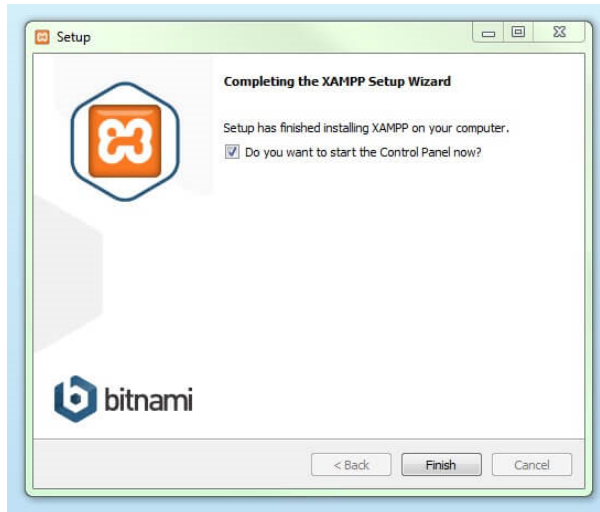 Setup
Completing the XAMPP Setup Wizard
Setup has finished installing XAMPP on your computer.
Do you want to start the Control Panel now?
bitnami
< Back
Finish
Cancel